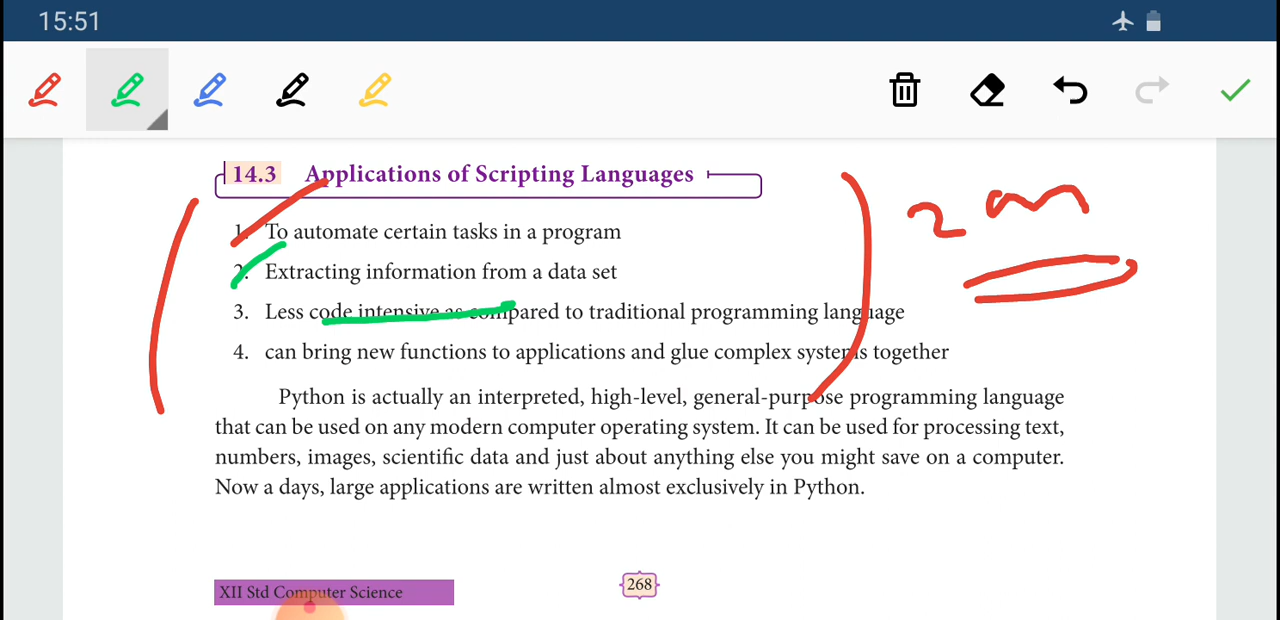 15:51
14.3 Applications of Scripting Languages
1. To automate certain tasks in a program
2. Extracting information from a data set
3. Less code intensive as compared to traditional programming language
4. can bring new functions to applications and glue complex systems together
Python is actually an interpreted, high-level, general-purpose programming language
that can be used on any modern computer operating system. It can be used for processing text,
numbers, images, scientific data and just about anything else you might save on a computer.
Now a days, large applications are written almost exclusively in Python.
2 m
XII Std Computer Science
268